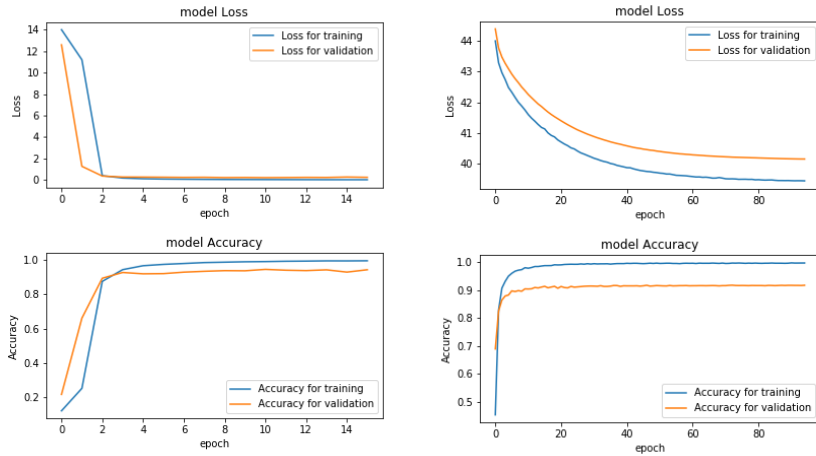 model Loss
14
12
10
8
6
4
2
0
Loss
Loss for training
Loss for validation
0 2 4 6 8 10 12 14
epoch
model Loss
44
43
42
41
40
Loss
Loss for training
Loss for validation
0 20 40 60 80
epoch
model Accuracy
1.0
0.8
0.6
0.4
0.2
Accuracy
Accuracy for training
Accuracy for validation
0 2 4 6 8 10 12 14
epoch
model Accuracy
1.0
0.9
0.8
0.7
0.6
0.5
Accuracy
Accuracy for training
Accuracy for validation
0 20 40 60 80
epoch